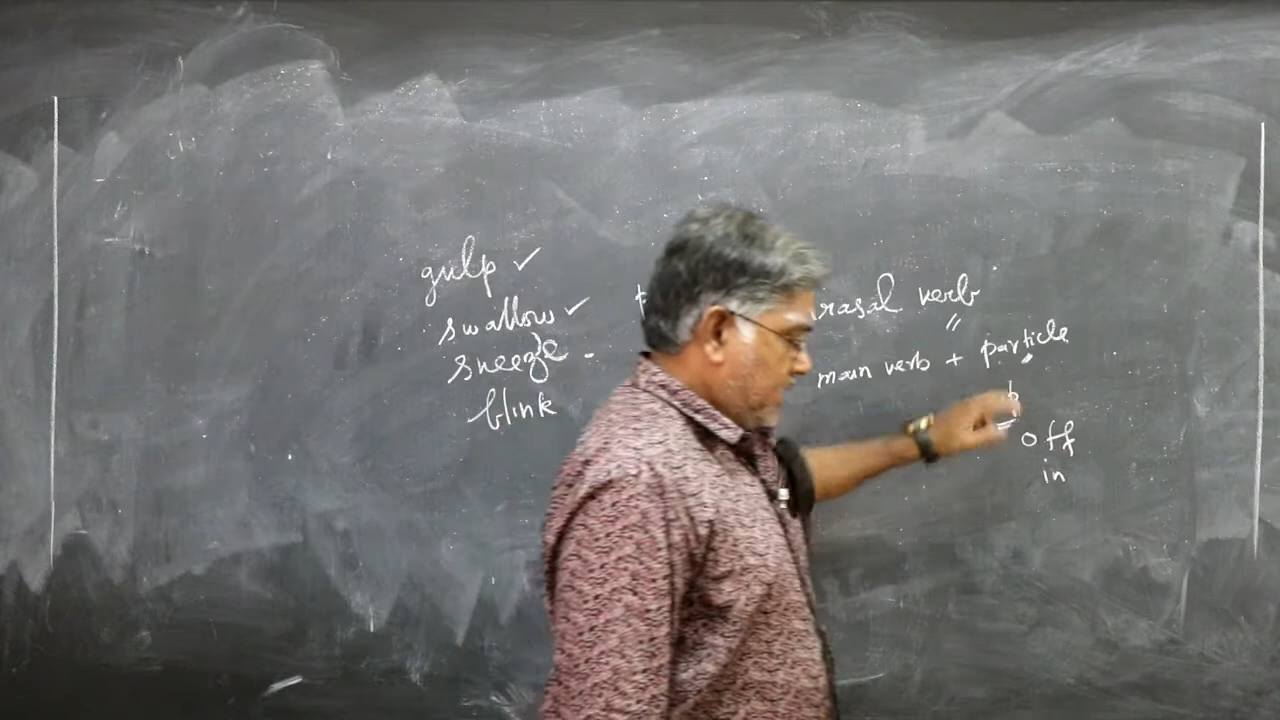 gulp ✓
swallow ✓
sneeze .
blink
rasal verb
main verb + particle
off
in